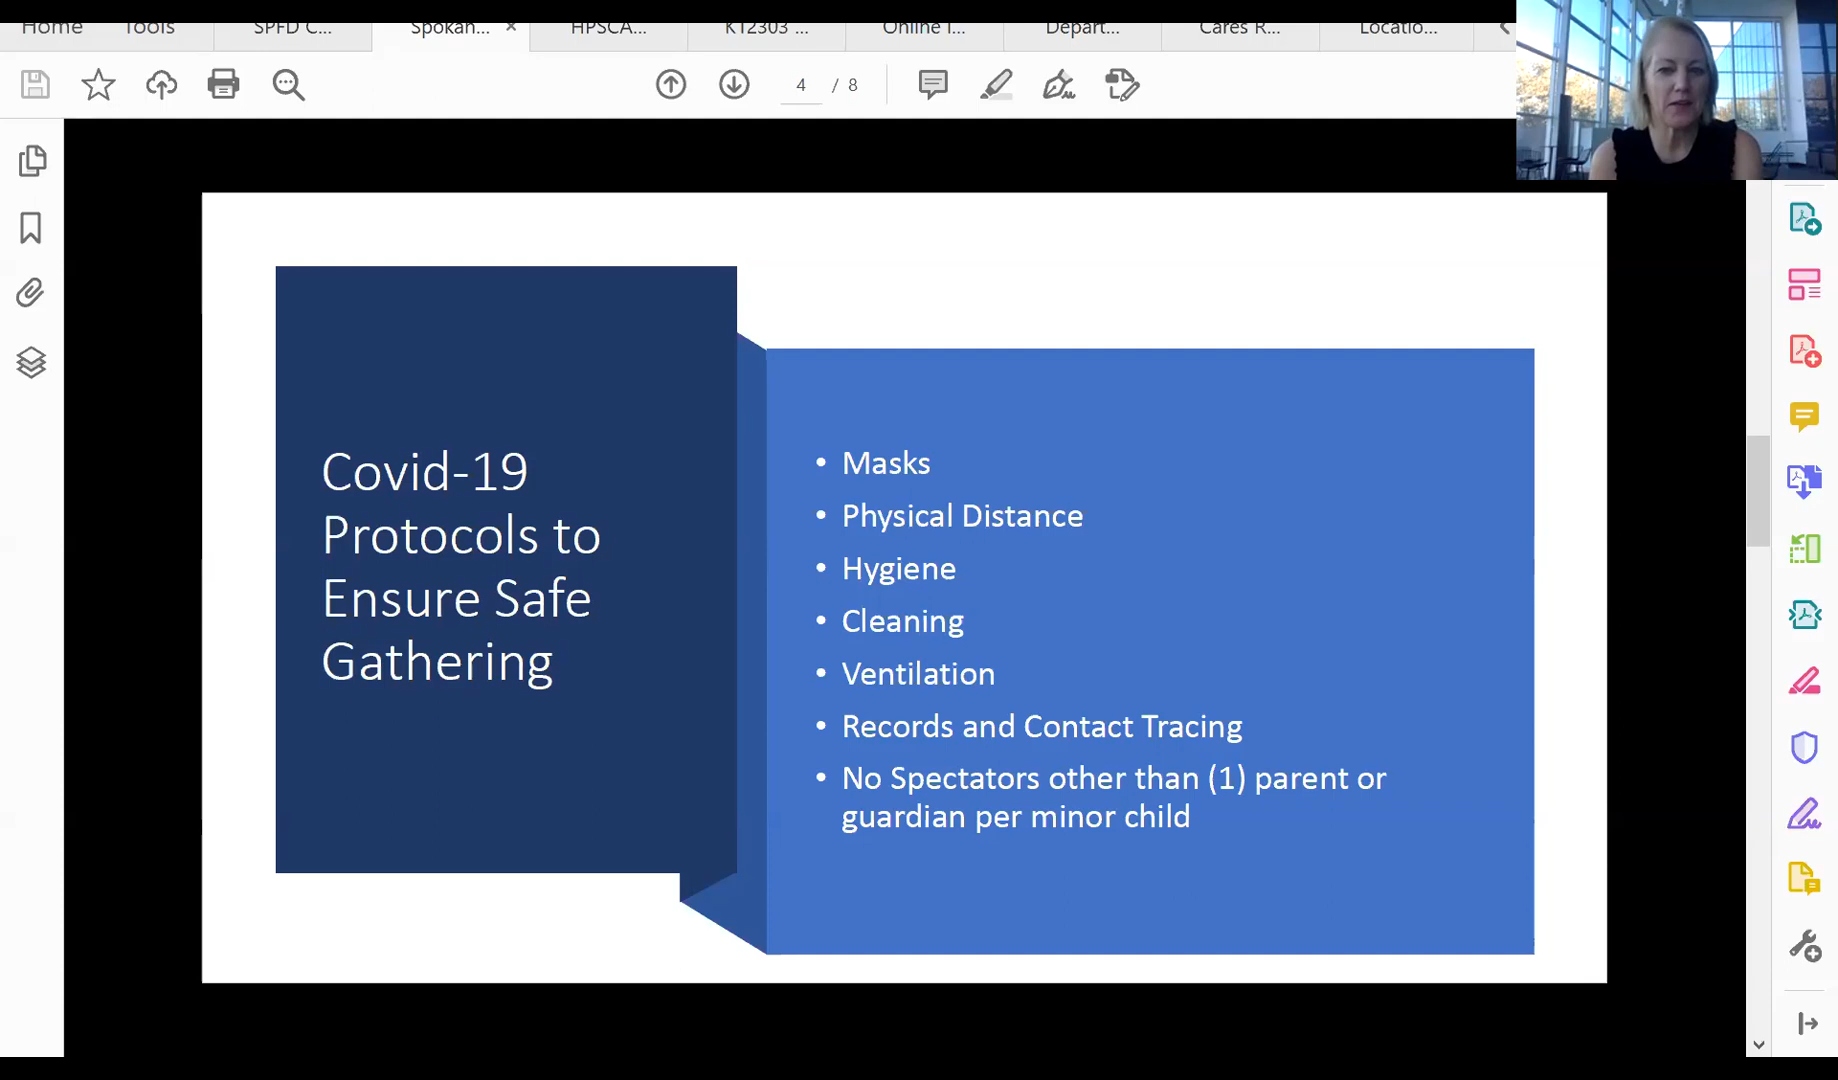 Home Tools SPFD C... Spokan... × HPSCA... KT2303 ... Online I... Depart... Cares R... Locatio...
4 / 8
Covid-19
Protocols to
Ensure Safe
Gathering
• Masks
• Physical Distance
• Hygiene
• Cleaning
• Ventilation
• Records and Contact Tracing
• No Spectators other than (1) parent or
guardian per minor child